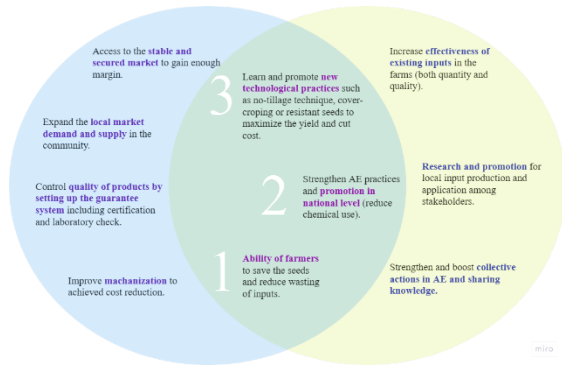 Access to the stable and
secured market to gain enough
margin.
Expand the local market
demand and supply in the
community.
Control quality of products by
setting up the guarantee
system including certification
and laboratory check.
Improve machanization to
achieved cost reduction.
3
Learn and promote new
technological practices such
as no-tillage technique, cover-
croping or resistant seeds to
maximize the yield and cut
cost.
2
Strengthen AE practices
and promotion in
national level (reduce
chemical use).
1
Ability of farmers
to save the seeds
and reduce wasting
of inputs.
Increase effectiveness of
existing inputs in the
farms (both quantity and
quality).
Research and promotion for
local input production and
application among
stakeholders.
Strengthen and boost collective
actions in AE and sharing
knowledge.
miro